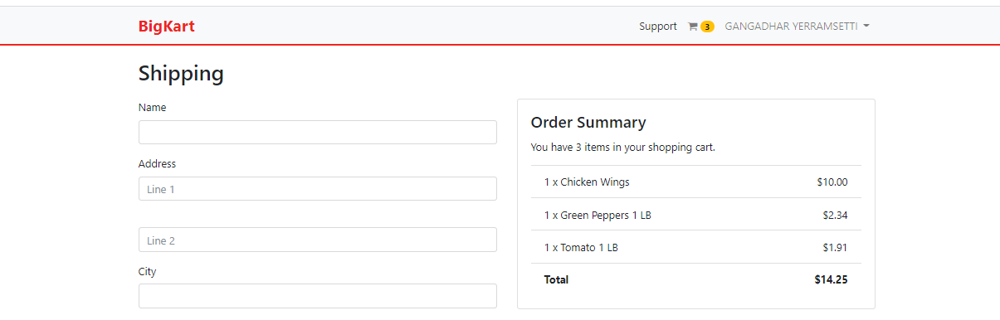 BigKart
Support 3 GANGADHAR YERRAMSETTI
Shipping
Name
Address
Line 1
Line 2
City
Order Summary
You have 3 items in your shopping cart.
1 x Chicken Wings $10.00
1 x Green Peppers 1 LB $2.34
1 x Tomato 1 LB $1.91
Total $14.25